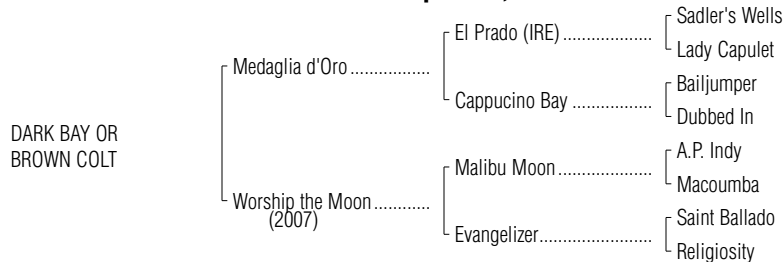 Sadler's Wells
El Prado (IRE) ....................
Lady Capulet
Medaglia d'Oro .................
Bailjumper
Cappucino Bay ..................
Dubbed In
DARK BAY OR
BROWN COLT
A.P. Indy
Malibu Moon .....................
Macoumba
Worship the Moon ............
(2007)
Saint Ballado
Evangelizer.........................
Religiosity